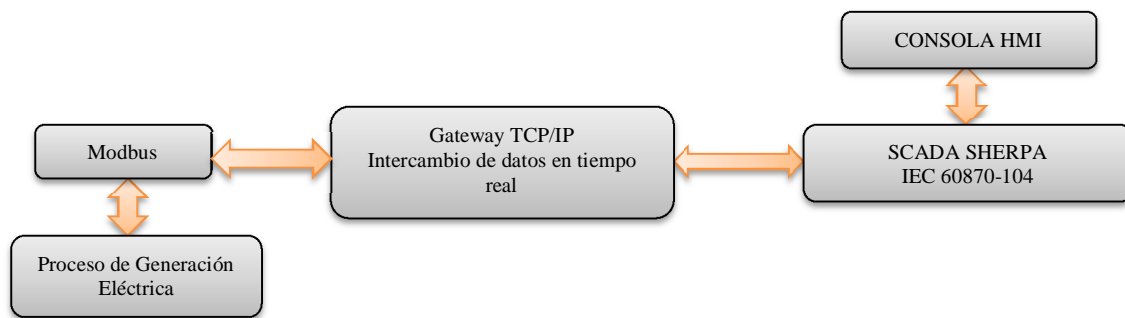 CONSOLA HMI
Gateway TCP/IP
Intercambio de datos en tiempo
real
Modbus
SCADA SHERPA
IEC 60870-104
Proceso de Generación
Eléctrica